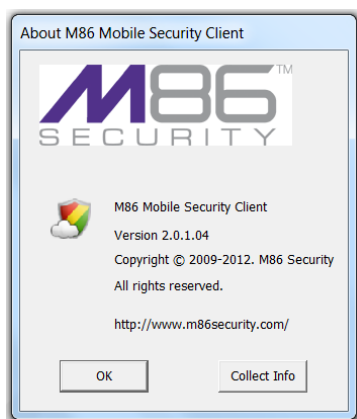 About M86 Mobile Security Client
M86™
SECURITY
M86 Mobile Security Client
Version 2.0.1.04
Copyright © 2009-2012. M86 Security
All rights reserved.
http://www.m86security.com/
OK Collect Info